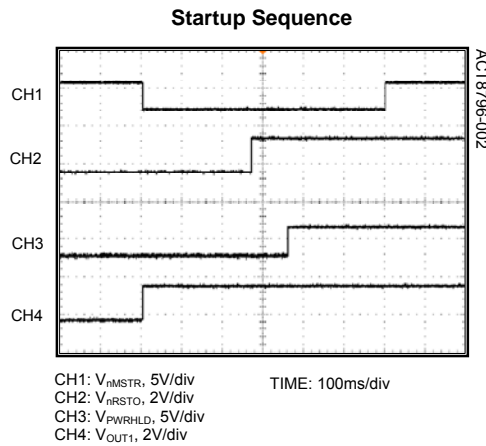 Startup Sequence
CH1
CH2
CH3
CH4
ACT8796-002
CH1: VnMSTR, 5V/div
CH2: VnRSTO, 2V/div
CH3: VPWRHLD, 5V/div
CH4: VOUT1, 2V/div
TIME: 100ms/div